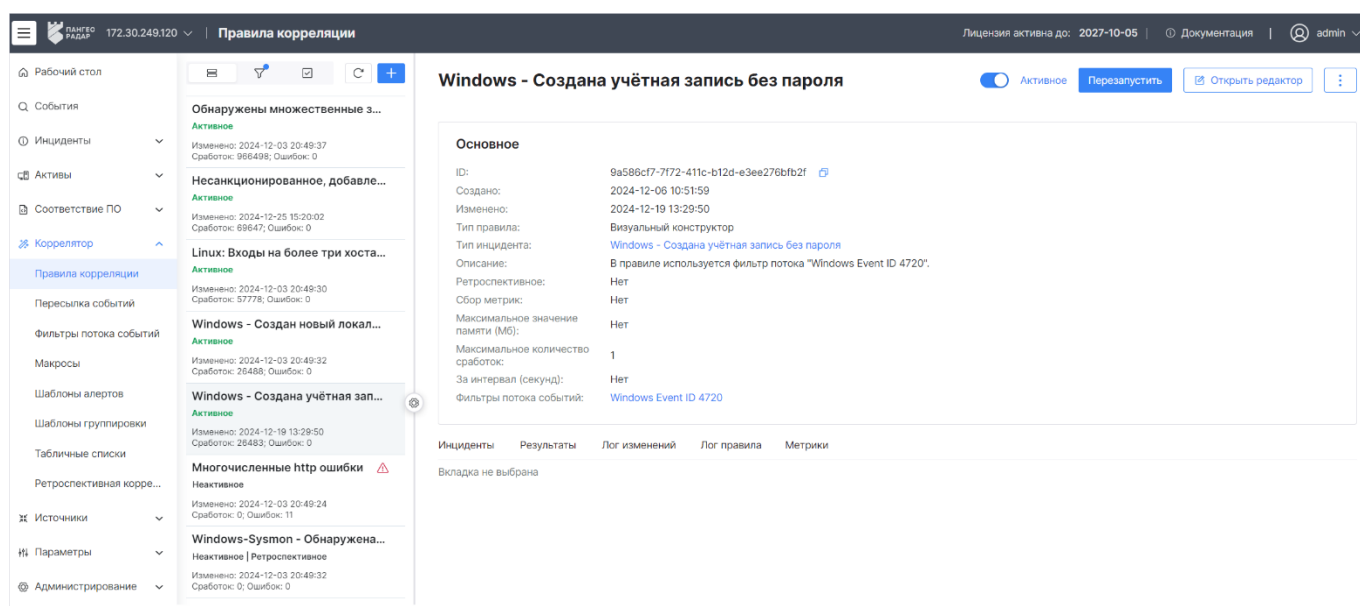 ПАНГЕО РАДАР 172.30.249.120 | Правила корреляции Лицензия активна до: 2027-10-05 | Документация | admin
Рабочий стол
События
Инциденты
Активы
Соответствие ПО
Коррелятор
Правила корреляции
Пересылка событий
Фильтры потока событий
Макросы
Шаблоны алертов
Шаблоны группировки
Табличные списки
Ретроспективная корре...
Источники
Параметры
Администрирование
Обнаружены множественные з...
Активное
Изменено: 2024-12-03 20:49:37
Сработок: 966498; Ошибок: 0
Несанкционированное, добавле...
Активное
Изменено: 2024-12-25 15:20:02
Сработок: 69647; Ошибок: 0
Linux: Входы на более три хоста...
Активное
Изменено: 2024-12-03 20:49:30
Сработок: 57778; Ошибок: 0
Windows - Создан новый локал...
Активное
Изменено: 2024-12-03 20:49:32
Сработок: 26488; Ошибок: 0
Windows - Создана учётная зап...
Активное
Изменено: 2024-12-19 13:29:50
Сработок: 26483; Ошибок: 0
Многочисленные http ошибки
Неактивное
Изменено: 2024-12-03 20:49:24
Сработок: 0; Ошибок: 11
Windows-Sysmon - Обнаружена...
Неактивное | Ретроспективное
Изменено: 2024-12-03 20:49:32
Сработок: 0; Ошибок: 0
Windows - Создана учётная запись без пароля Активное Перезапустить Открыть редактор
Основное
ID: 9a586cf7-7f72-411c-b12d-e3ee276bfb2f
Создано: 2024-12-06 10:51:59
Изменено: 2024-12-19 13:29:50
Тип правила: Визуальный конструктор
Тип инцидента: Windows - Создана учётная запись без пароля
Описание: В правиле используется фильтр потока "Windows Event ID 4720".
Ретроспективное: Нет
Сбор метрик: Нет
Максимальное значение
памяти (Мб): Нет
Максимальное количество
сработок: 1
За интервал (секунд): Нет
Фильтры потока событий: Windows Event ID 4720
Инциденты Результаты Лог изменений Лог правила Метрики
Вкладка не выбрана